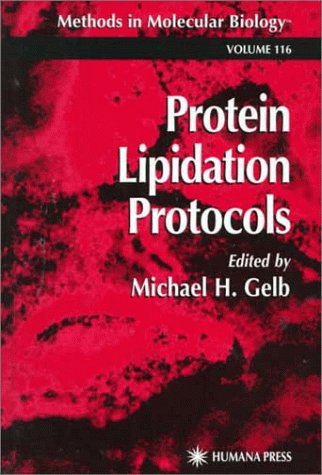 Methods in Molecular Biology™
VOLUME 116
Protein
Lipidation
Protocols
Edited by
Michael H. Gelb
HUMANA PRESS